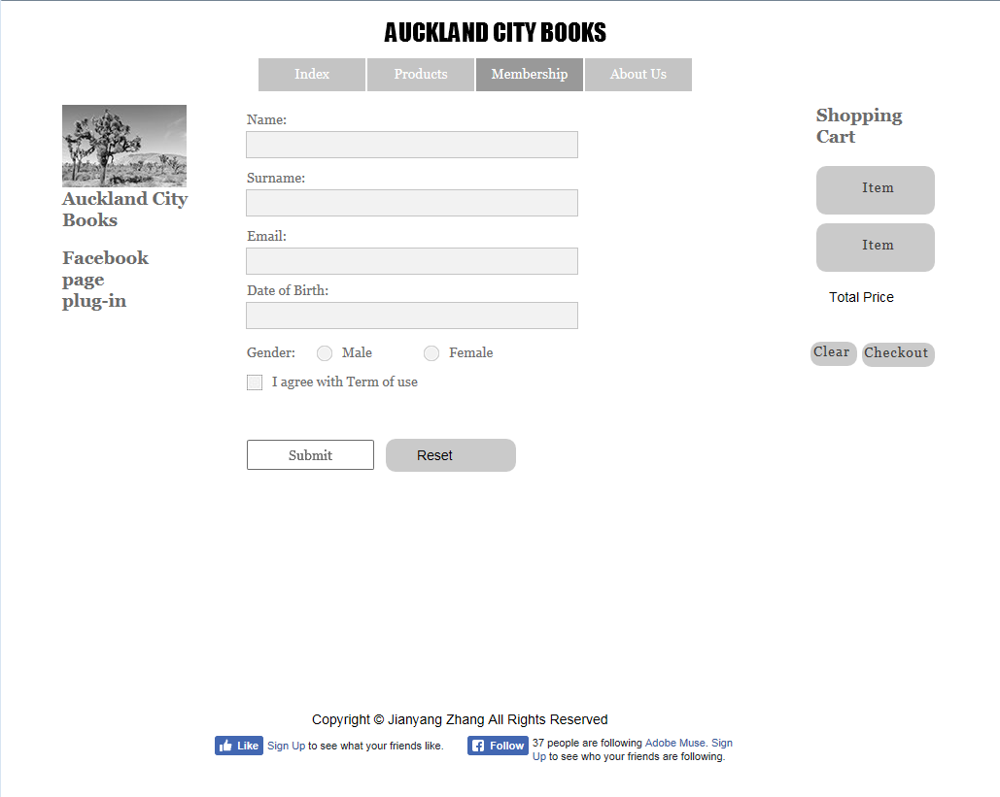 AUCKLAND CITY BOOKS
Index Products Membership About Us
Auckland City
Books
Facebook
page
plug-in
Name:
Surname:
Email:
Date of Birth:
Gender: Male Female
I agree with Term of use
Submit Reset
Shopping
Cart
Item
Item
Total Price
Clear Checkout
Copyright © Jianyang Zhang All Rights Reserved
Like Sign Up to see what your friends like.
Follow 37 people are following Adobe Muse. Sign
Up to see who your friends are following.